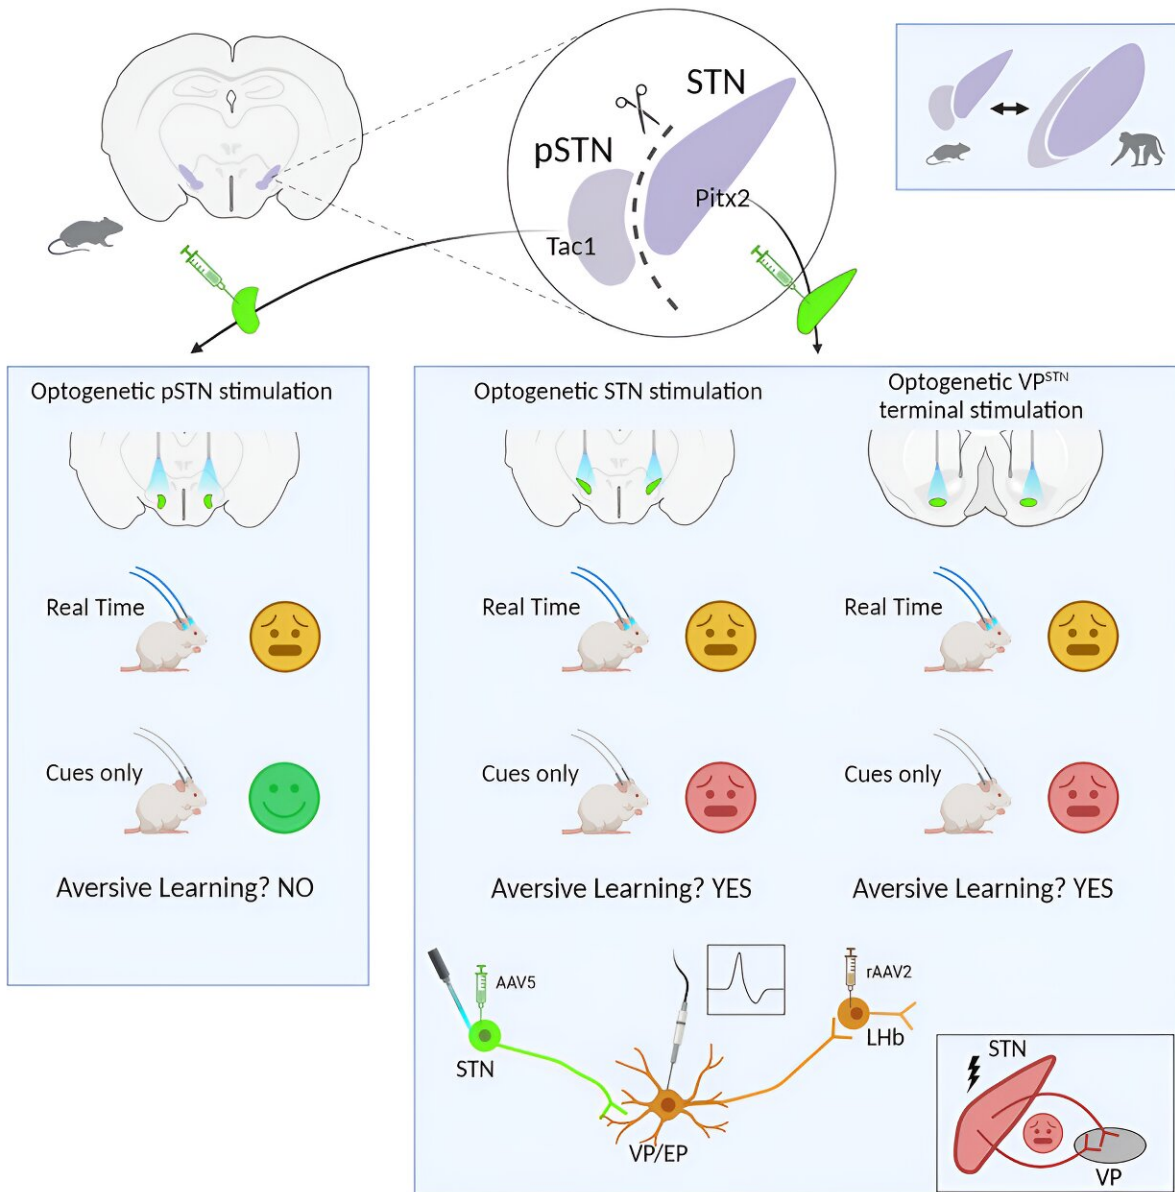 STN
pSTN
Pitx2
Tac1
Optogenetic pSTN stimulation
Real Time
Cues only
Aversive Learning? NO
Optogenetic STN stimulation
Real Time
Cues only
Aversive Learning? YES
Optogenetic VP^STN
terminal stimulation
Real Time
Cues only
Aversive Learning? YES
AAV5
STN
VP/EP
rAAV2
LHb
STN
VP